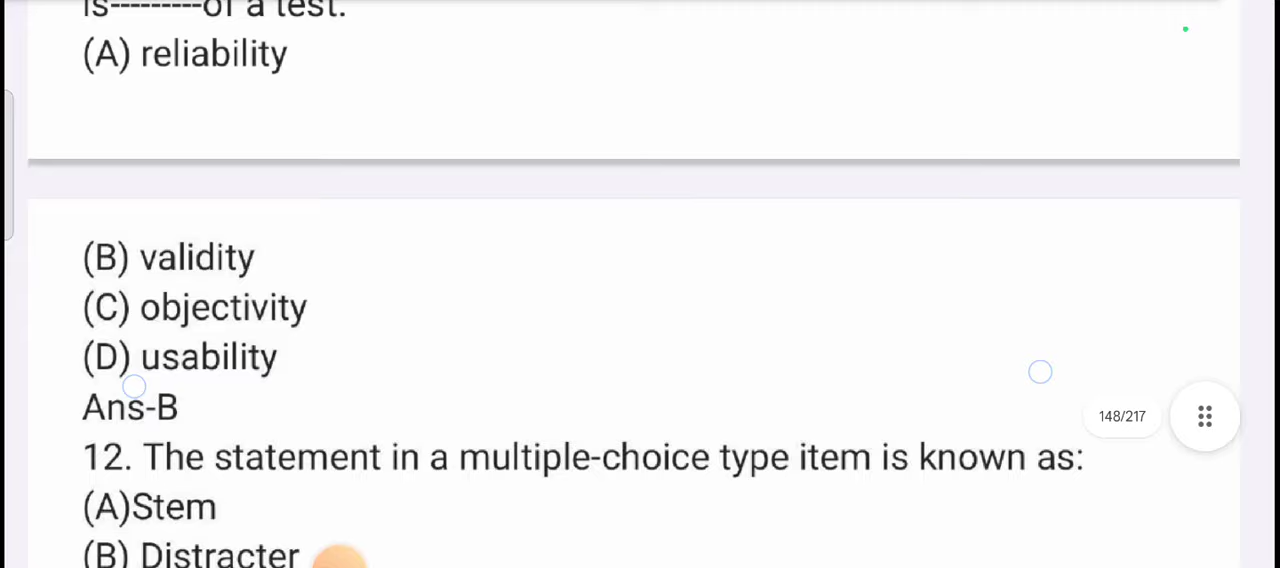 is---------of a test.
(A) reliability
(B) validity
(C) objectivity
(D) usability
Ans-B
148/217
12. The statement in a multiple-choice type item is known as:
(A)Stem
(B) Distracter